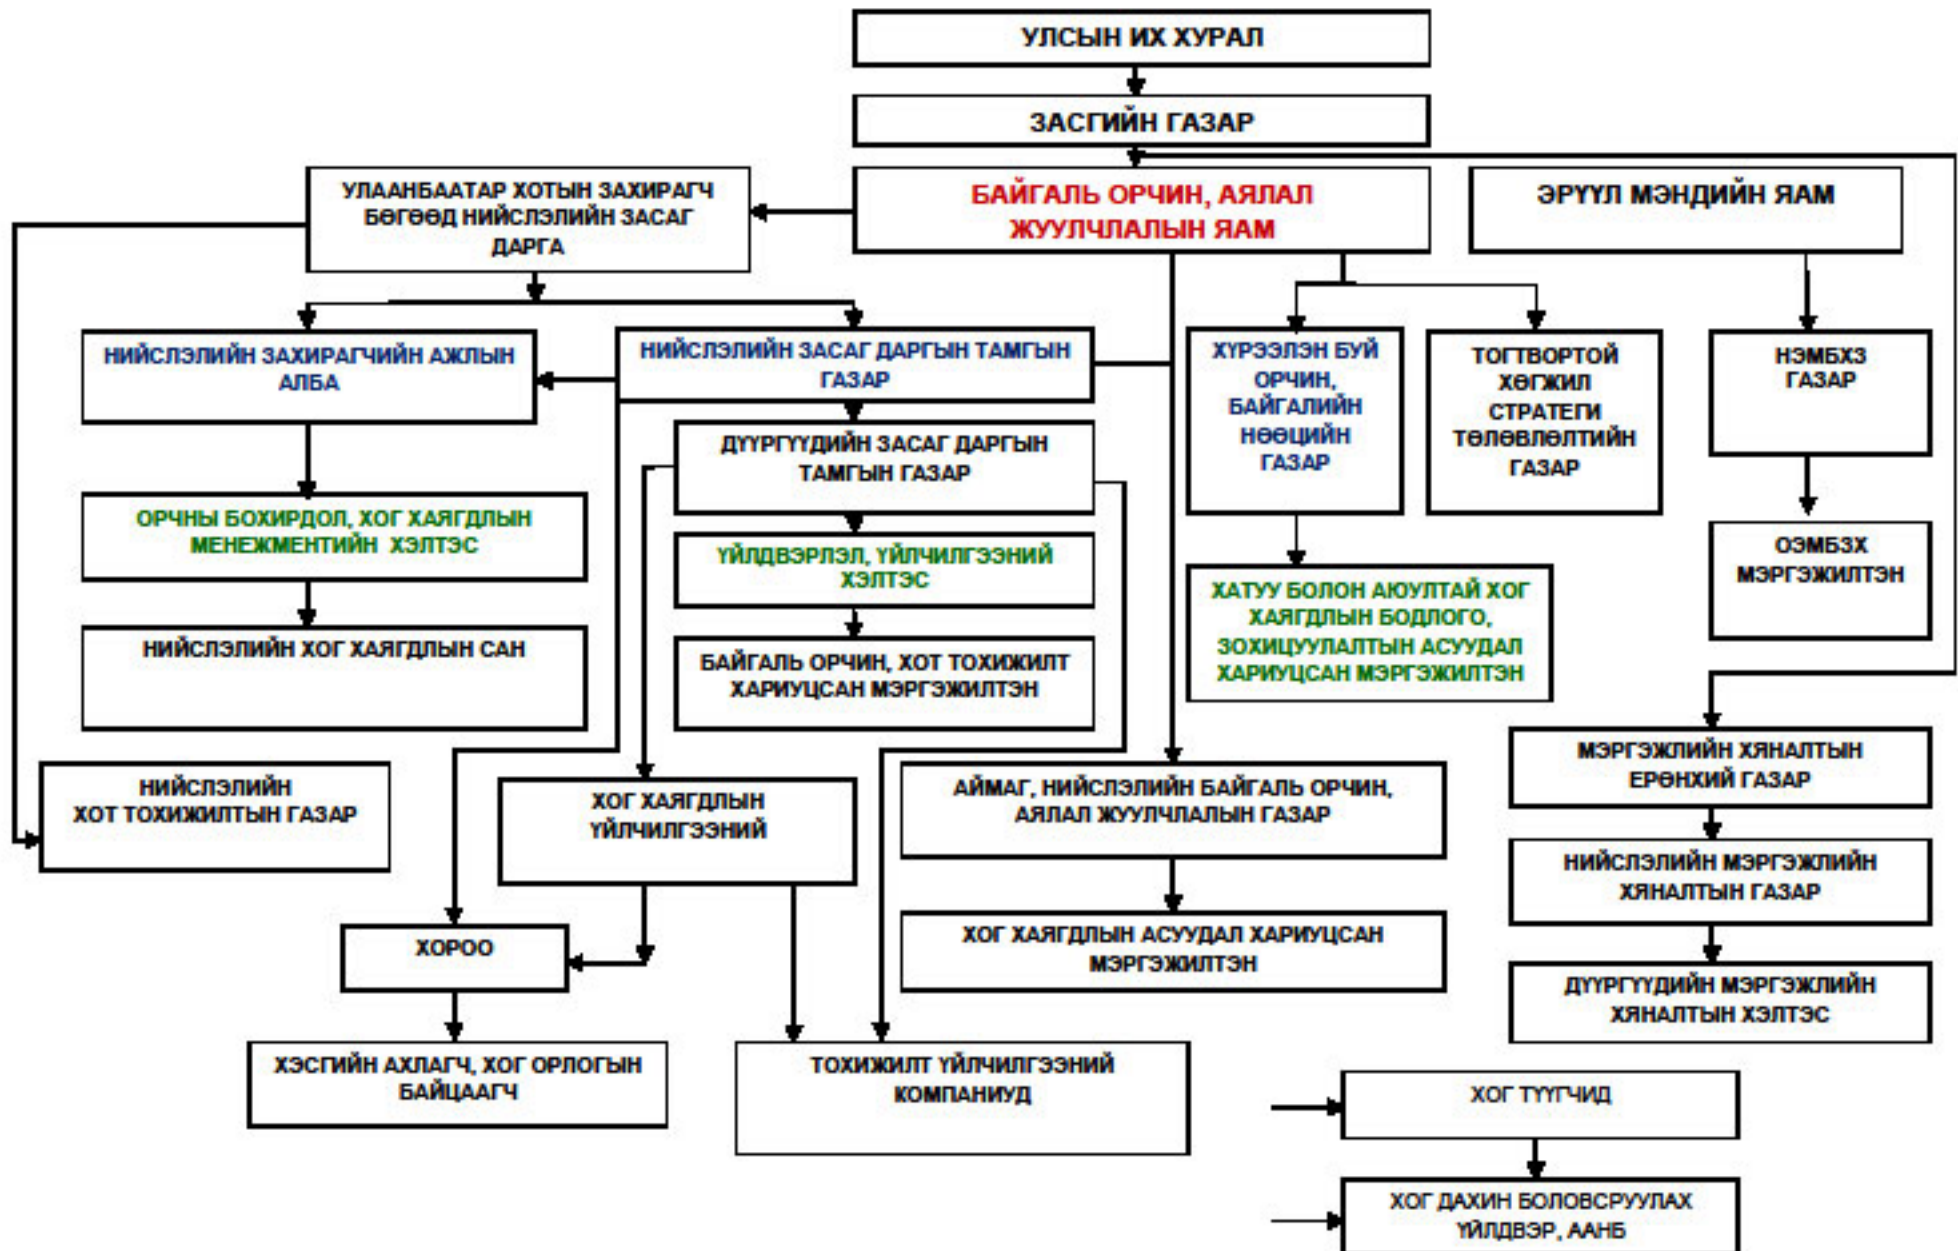 УЛСЫН ИХ ХУРАЛ
ЗАСГИЙН ГАЗАР
УЛААНБААТАР ХОТЫН ЗАХИРАГЧ
БӨГӨӨД НИЙСЛЭЛИЙН ЗАСАГ
ДАРГА
БАЙГАЛЬ ОРЧИН, АЯЛАЛ
ЖУУЛЧЛАЛЫН ЯАМ
ЭРҮҮЛ МЭНДИЙН ЯАМ
НИЙСЛЭЛИЙН ЗАХИРАГЧИЙН АЖЛЫН
АЛБА
НИЙСЛЭЛИЙН ЗАСАГ ДАРГЫН ТАМГЫН
ГАЗАР
ХҮРЭЭЛЭН БУЙ
ОРЧИН,
БАЙГАЛИЙН
НӨӨЦИЙН
ГАЗАР
ТОГТВОРТОЙ
ХӨГЖИЛ
СТРАТЕГИ
ТӨЛӨВЛӨЛТИЙН
ГАЗАР
НЭМБХЗ
ГАЗАР
ДҮҮРГҮҮДИЙН ЗАСАГ ДАРГЫН
ТАМГЫН ГАЗАР
ОРЧНЫ БОХИРДОЛ, ХОГ ХАЯГДЛЫН
МЕНЕЖМЕНТИЙН ХЭЛТЭС
ҮЙЛДВЭРЛЭЛ, ҮЙЛЧИЛГЭЭНИЙ
ХЭЛТЭС
ХАТУУ БОЛОН АЮУЛТАЙ ХОГ
ХАЯГДЛЫН БОДЛОГО,
ЗОХИЦУУЛАЛТЫН АСУУДАЛ
ХАРИУЦСАН МЭРГЭЖИЛТЭН
ОЭМБЗХ
МЭРГЭЖИЛТЭН
НИЙСЛЭЛИЙН ХОГ ХАЯГДЛЫН САН
БАЙГАЛЬ ОРЧИН, ХОТ ТОХИЖИЛТ
ХАРИУЦСАН МЭРГЭЖИЛТЭН
МЭРГЭЖЛИЙН ХЯНАЛТЫН
ЕРӨНХИЙ ГАЗАР
НИЙСЛЭЛИЙН
ХОТ ТОХИЖИЛТЫН ГАЗАР
ХОГ ХАЯГДЛЫН
ҮЙЛЧИЛГЭЭНИЙ
АЙМАГ, НИЙСЛЭЛИЙН БАЙГАЛЬ ОРЧИН,
АЯЛАЛ ЖУУЛЧЛАЛЫН ГАЗАР
НИЙСЛЭЛИЙН МЭРГЭЖЛИЙН
ХЯНАЛТЫН ГАЗАР
ХОРОО
ХОГ ХАЯГДЛЫН АСУУДАЛ ХАРИУЦСАН
МЭРГЭЖИЛТЭН
ДҮҮРГҮҮДИЙН МЭРГЭЖЛИЙН
ХЯНАЛТЫН ХЭЛТЭС
ХЭСГИЙН АХЛАГЧ, ХОГ ОРЛОГЫН
БАЙЦААГЧ
ТОХИЖИЛТ ҮЙЛЧИЛГЭЭНИЙ
КОМПАНИУД
ХОГ ТҮҮГЧИД
ХОГ ДАХИН БОЛОВСРУУЛАХ
ҮЙЛДВЭР, ААНБ